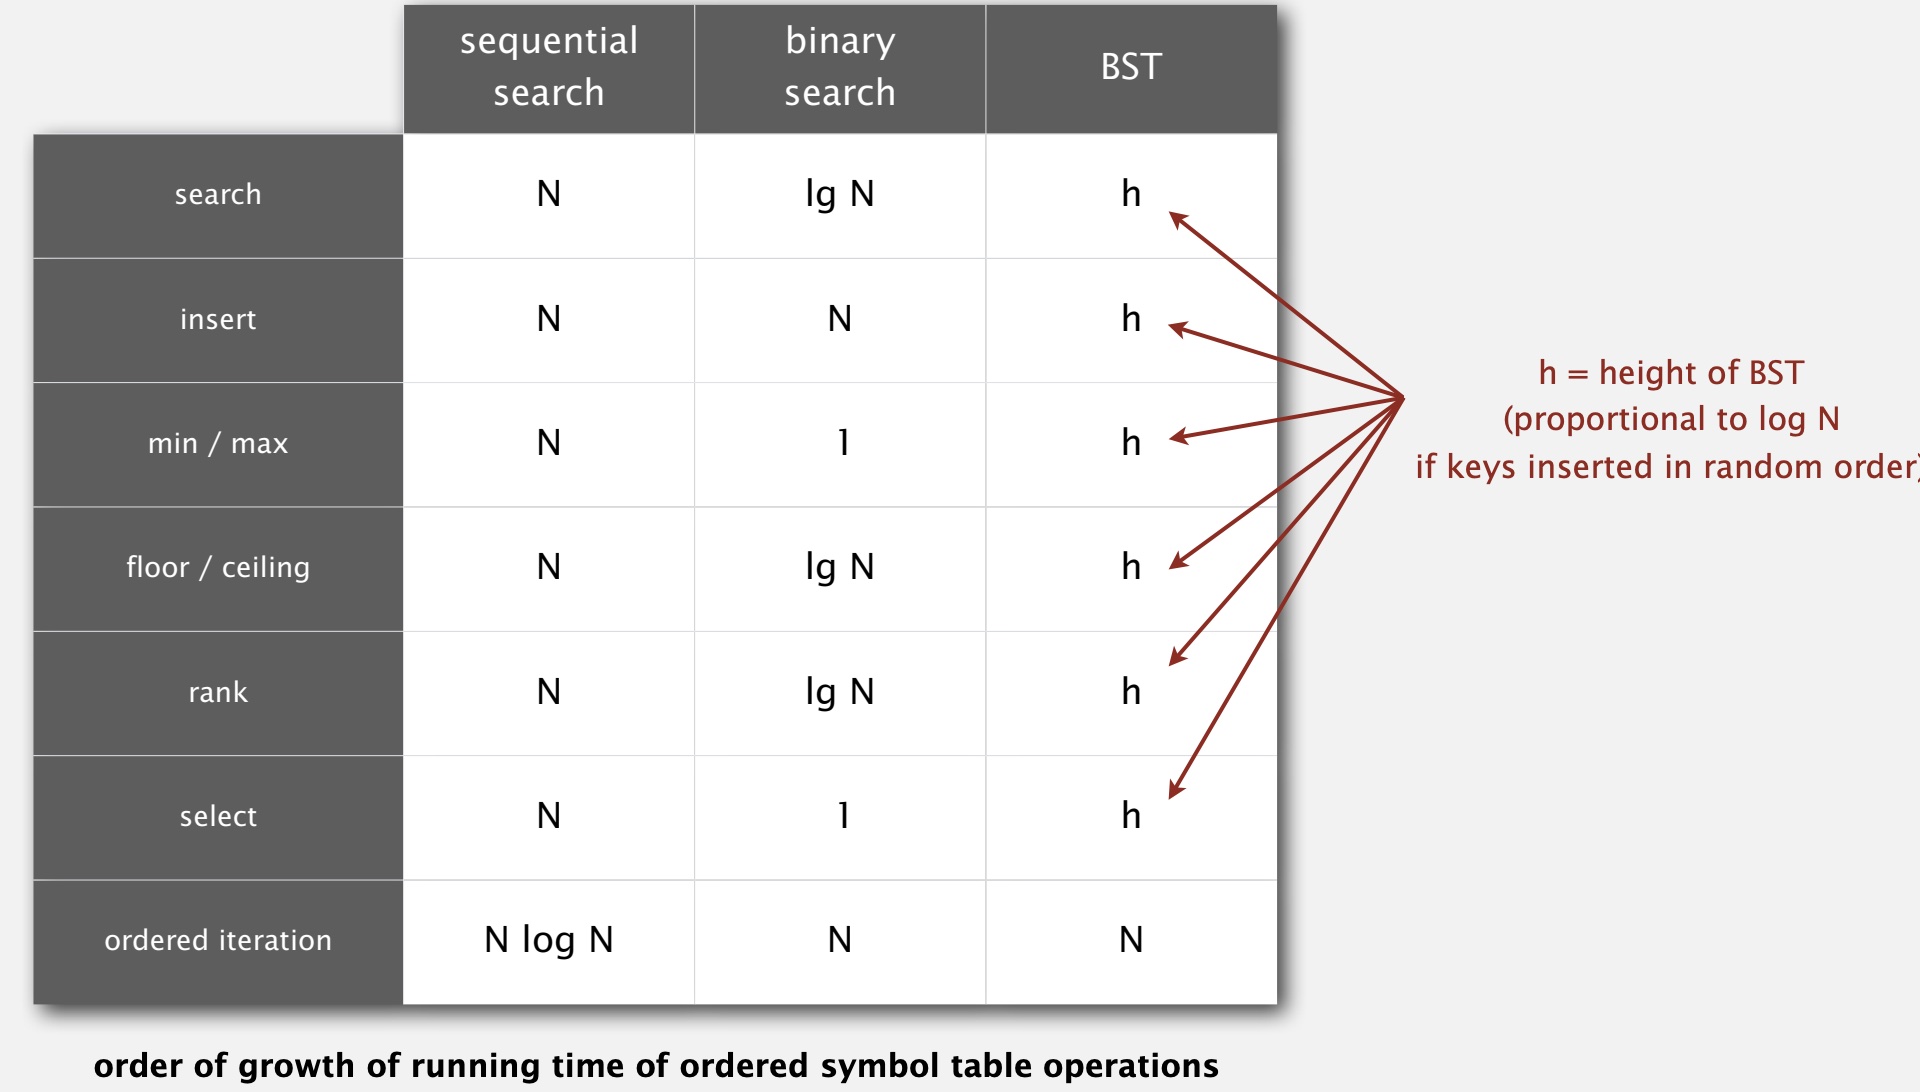 sequential
search
binary
search
BST
search N lg N h
insert N N h
min / max N 1 h
floor / ceiling N lg N h
rank N lg N h
select N 1 h
ordered iteration N log N N N
h = height of BST
(proportional to log N
if keys inserted in random order)
order of growth of running time of ordered symbol table operations